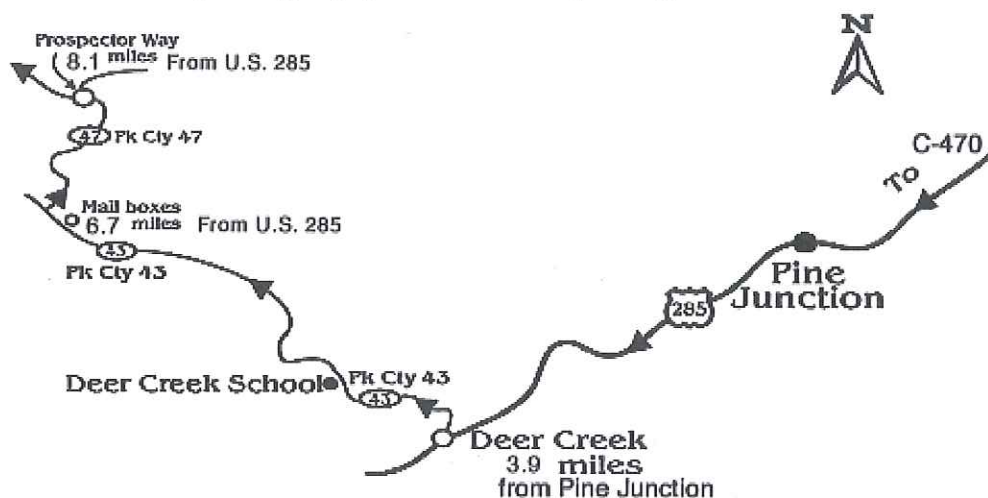 Prospector Way
8.1 miles From U.S. 285
N
47 Pk Cty 47
C-470
To
Mail boxes
6.7 miles From U.S. 285
43
Pk Cty 43
Pine
Junction
285
Deer Creek School
Pk Cty 43
43
Deer Creek
3.9 miles
from Pine Junction